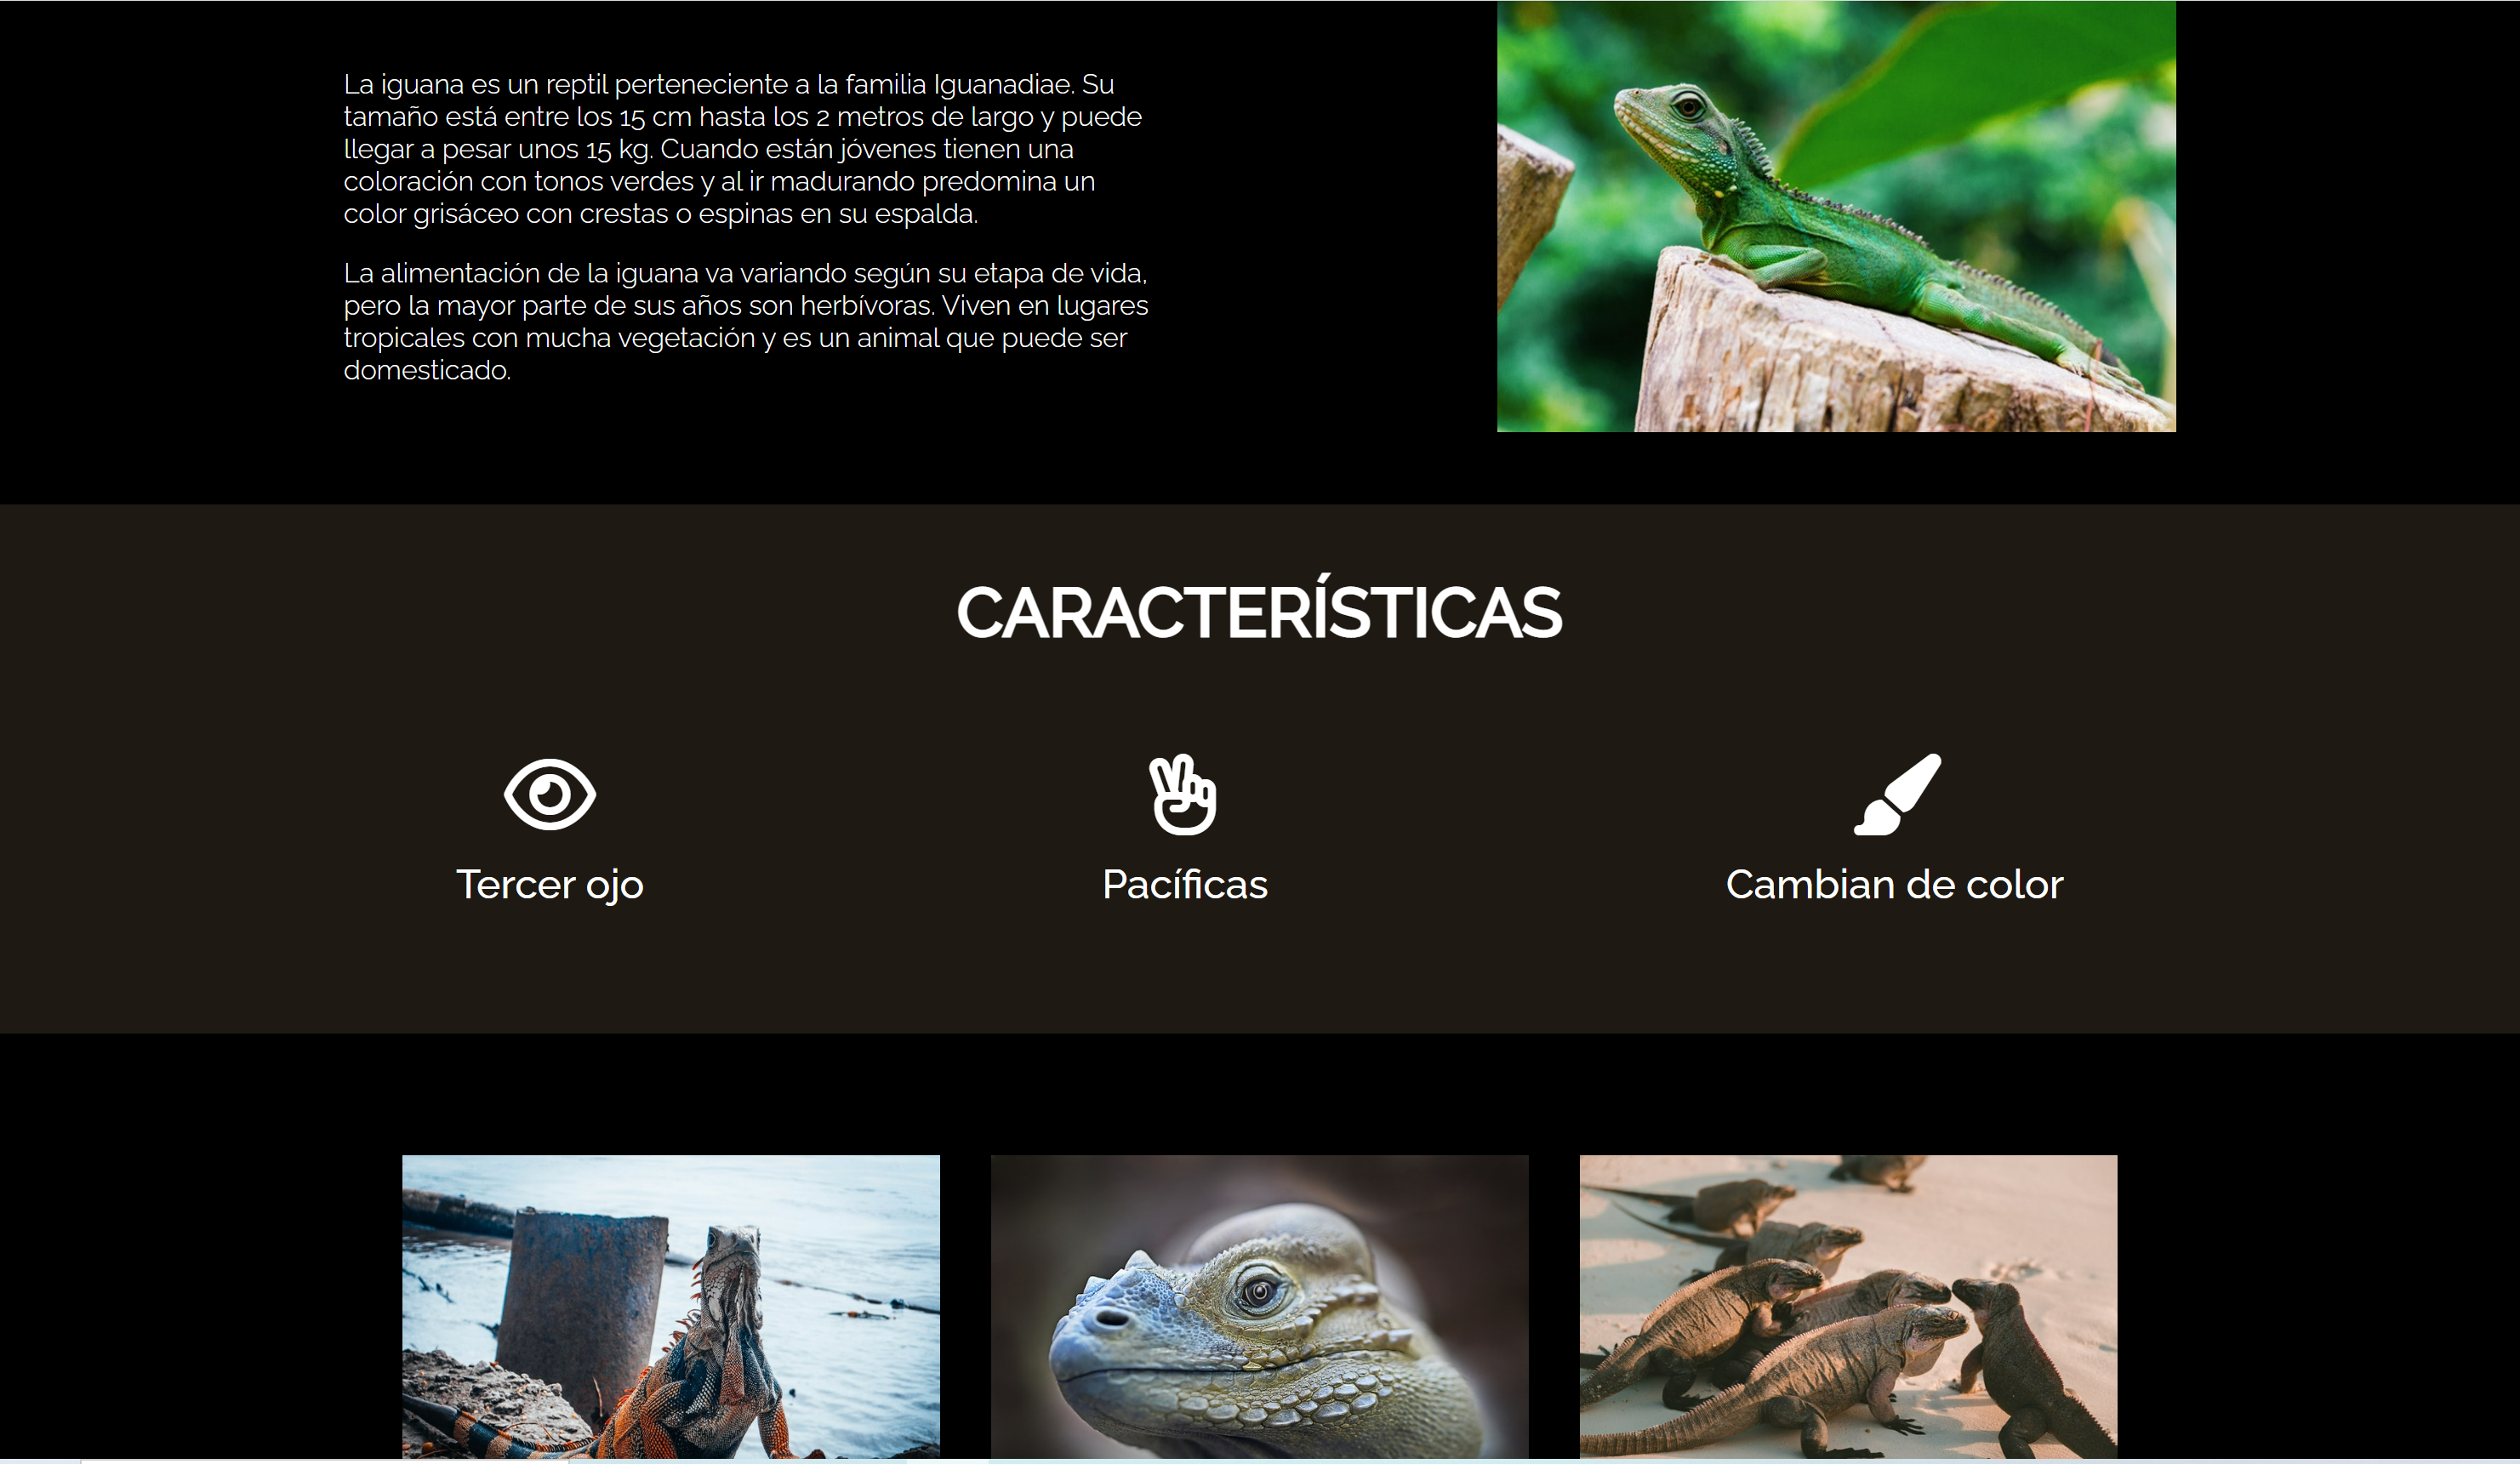 La iguana es un reptil perteneciente a la familia Iguanadiae. Su
tamaño está entre los 15 cm hasta los 2 metros de largo y puede
llegar a pesar unos 15 kg. Cuando están jóvenes tienen una
coloración con tonos verdes y al ir madurando predomina un
color grisáceo con crestas o espinas en su espalda.
La alimentación de la iguana va variando según su etapa de vida,
pero la mayor parte de sus años son herbívoras. Viven en lugares
tropicales con mucha vegetación y es un animal que puede ser
domesticado.
CARACTERÍSTICAS
Tercer ojo
Pacíficas
Cambian de color